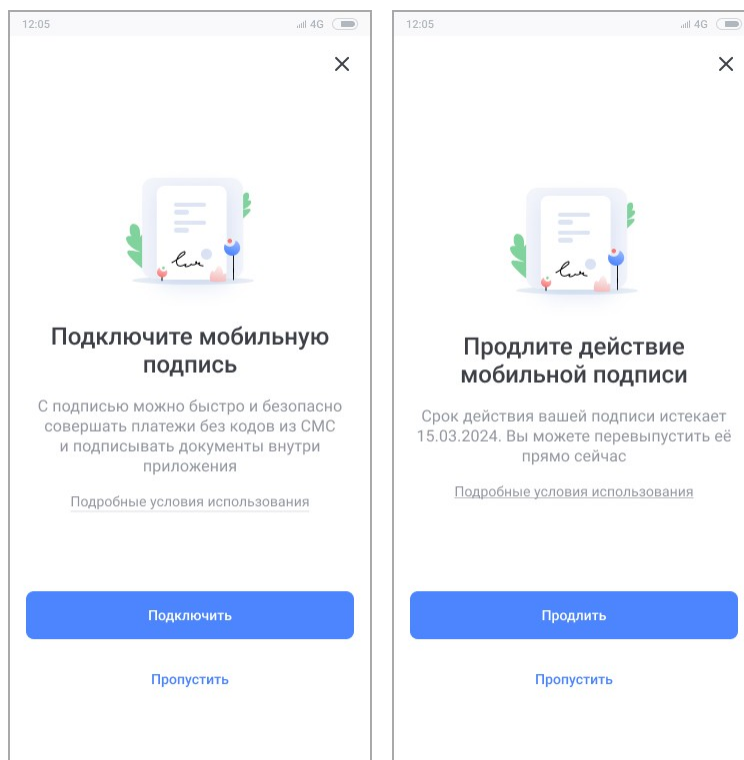 12:05
4G
Подключите мобильную
подпись
С подписью можно быстро и безопасно
совершать платежи без кодов из СМС
и подписывать документы внутри
приложения
Подробные условия использования
Подключить
Пропустить
12:05
4G
Продлите действие
мобильной подписи
Срок действия вашей подписи истекает
15.03.2024. Вы можете перевыпустить её
прямо сейчас
Подробные условия использования
Продлить
Пропустить